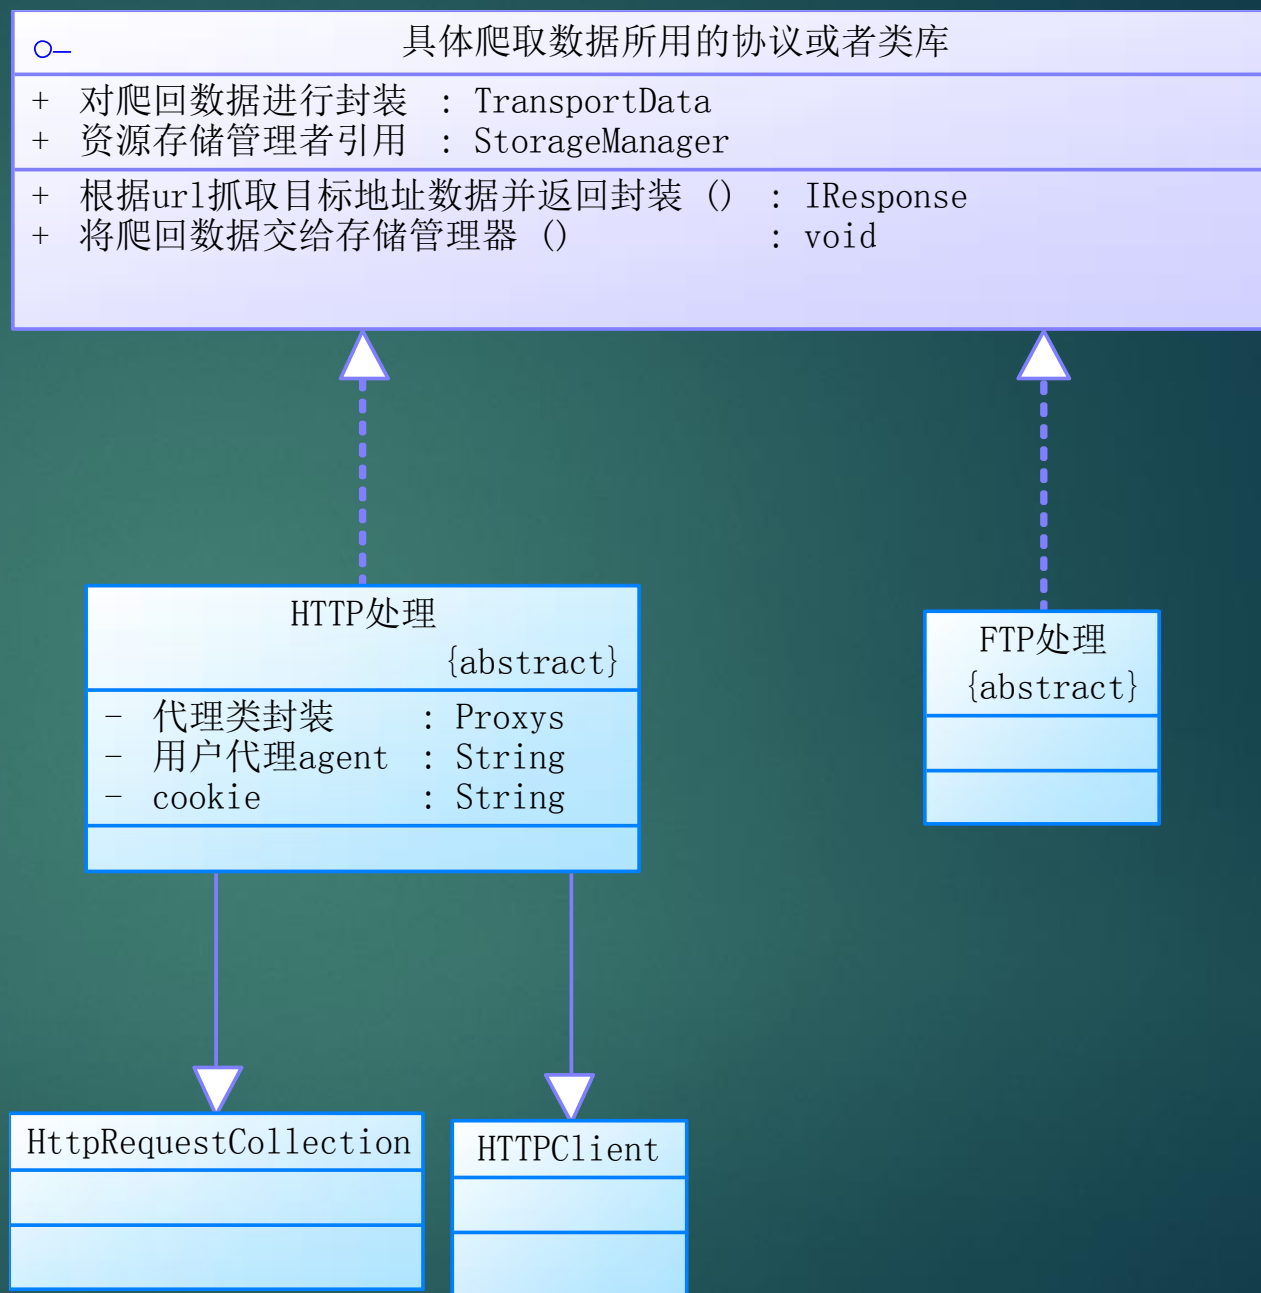 具体爬取数据所用的协议或者类库
+ 对爬回数据进行封装 : TransportData
+ 资源存储管理者引用 : StorageManager
+ 根据url抓取目标地址数据并返回封装 () : IResponse
+ 将爬回数据交给存储管理器 () : void
HTTP处理
{abstract}
- 代理类封装 : Proxys
- 用户代理agent : String
- cookie : String
FTP处理
{abstract}
HttpRequestCollection
HTTPClient